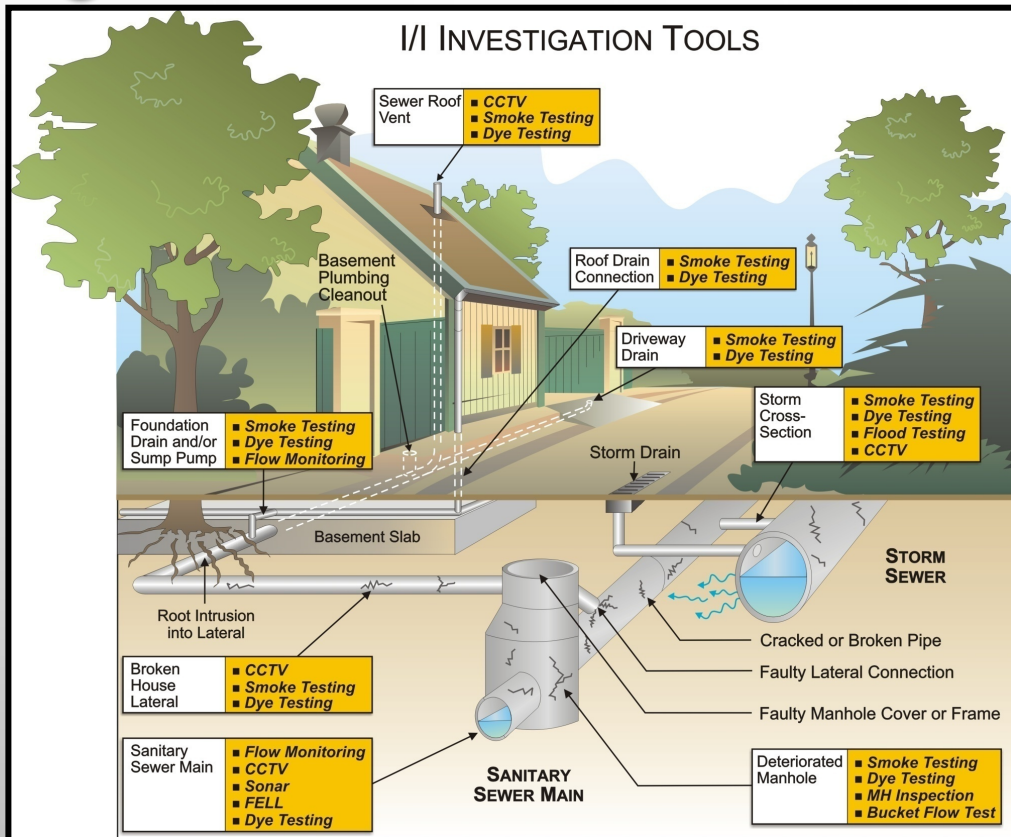 I/I INVESTIGATION TOOLS
Sewer Roof
Vent
■ CCTV
■ Smoke Testing
■ Dye Testing
Basement
Plumbing
Cleanout
Roof Drain
Connection
■ Smoke Testing
■ Dye Testing
Driveway
Drain
■ Smoke Testing
■ Dye Testing
Foundation
Drain and/or
Sump Pump
■ Smoke Testing
■ Dye Testing
■ Flow Monitoring
Storm
Cross-
Section
■ Smoke Testing
■ Dye Testing
■ Flood Testing
■ CCTV
Storm Drain
Basement Slab
STORM
SEWER
Root Intrusion
into Lateral
Cracked or Broken Pipe
Faulty Lateral Connection
Faulty Manhole Cover or Frame
Broken
House
Lateral
■ CCTV
■ Smoke Testing
■ Dye Testing
Sanitary
Sewer Main
■ Flow Monitoring
■ CCTV
■ Sonar
■ FELL
■ Dye Testing
SANITARY
SEWER MAIN
Deteriorated
Manhole
■ Smoke Testing
■ Dye Testing
■ MH Inspection
■ Bucket Flow Test